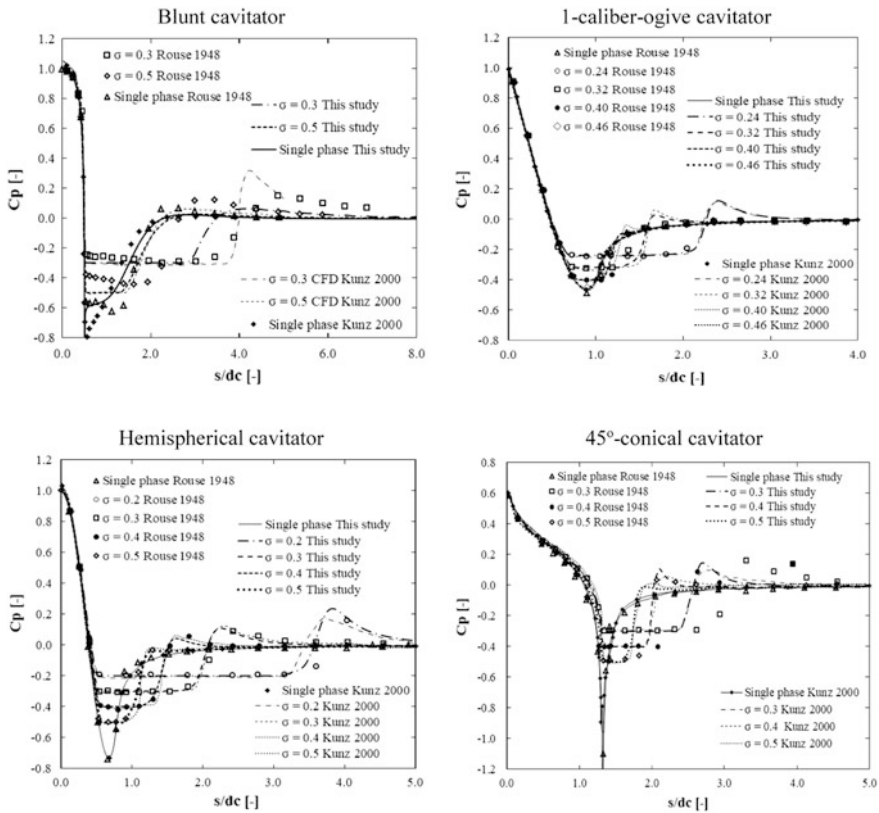 Blunt cavitator
1.2
1.0
0.8
0.6
0.4
0.2
0.0
-0.2
-0.4
-0.6
-0.8
Cp [-]
σ = 0.3 Rouse 1948
σ = 0.5 Rouse 1948
Single phase Rouse 1948
σ = 0.3 This study
σ = 0.5 This study
Single phase This study
σ = 0.3 CFD Kunz 2000
σ = 0.5 CFD Kunz 2000
Single phase Kunz 2000
0.0 2.0 4.0 6.0 8.0
s/dc [-]
1-caliber-ogive cavitator
1.2
1.0
0.8
0.6
0.4
0.2
0.0
-0.2
-0.4
-0.6
-0.8
Cp [-]
Single phase Rouse 1948
σ = 0.24 Rouse 1948
σ = 0.32 Rouse 1948
σ = 0.40 Rouse 1948
σ = 0.46 Rouse 1948
Single phase This study
σ = 0.24 This study
σ = 0.32 This study
σ = 0.40 This study
σ = 0.46 This study
Single phase Kunz 2000
σ = 0.24 Kunz 2000
σ = 0.32 Kunz 2000
σ = 0.40 Kunz 2000
σ = 0.46 Kunz 2000
0.0 1.0 2.0 3.0 4.0
s/dc [-]
Hemispherical cavitator
1.2
1.0
0.8
0.6
0.4
0.2
0.0
-0.2
-0.4
-0.6
-0.8
Cp [-]
Single phase Rouse 1948
σ = 0.2 Rouse 1948
σ = 0.3 Rouse 1948
σ = 0.4 Rouse 1948
σ = 0.5 Rouse 1948
Single phase This study
σ = 0.2 This study
σ = 0.3 This study
σ = 0.4 This study
σ = 0.5 This study
Single phase Kunz 2000
σ = 0.2 Kunz 2000
σ = 0.3 Kunz 2000
σ = 0.4 Kunz 2000
σ = 0.5 Kunz 2000
0.0 1.0 2.0 3.0 4.0 5.0
s/dc [-]
45°-conical cavitator
0.8
0.6
0.4
0.2
0.0
-0.2
-0.4
-0.6
-0.8
-1.0
-1.2
Cp [-]
Single phase Rouse 1948
σ = 0.3 Rouse 1948
σ = 0.4 Rouse 1948
σ = 0.5 Rouse 1948
Single phase This study
σ = 0.3 This study
σ = 0.4 This study
σ = 0.5 This study
Single phase Kunz 2000
σ = 0.3 Kunz 2000
σ = 0.4 Kunz 2000
σ = 0.5 Kunz 2000
0.0 1.0 2.0 3.0 4.0 5.0
s/dc [-]